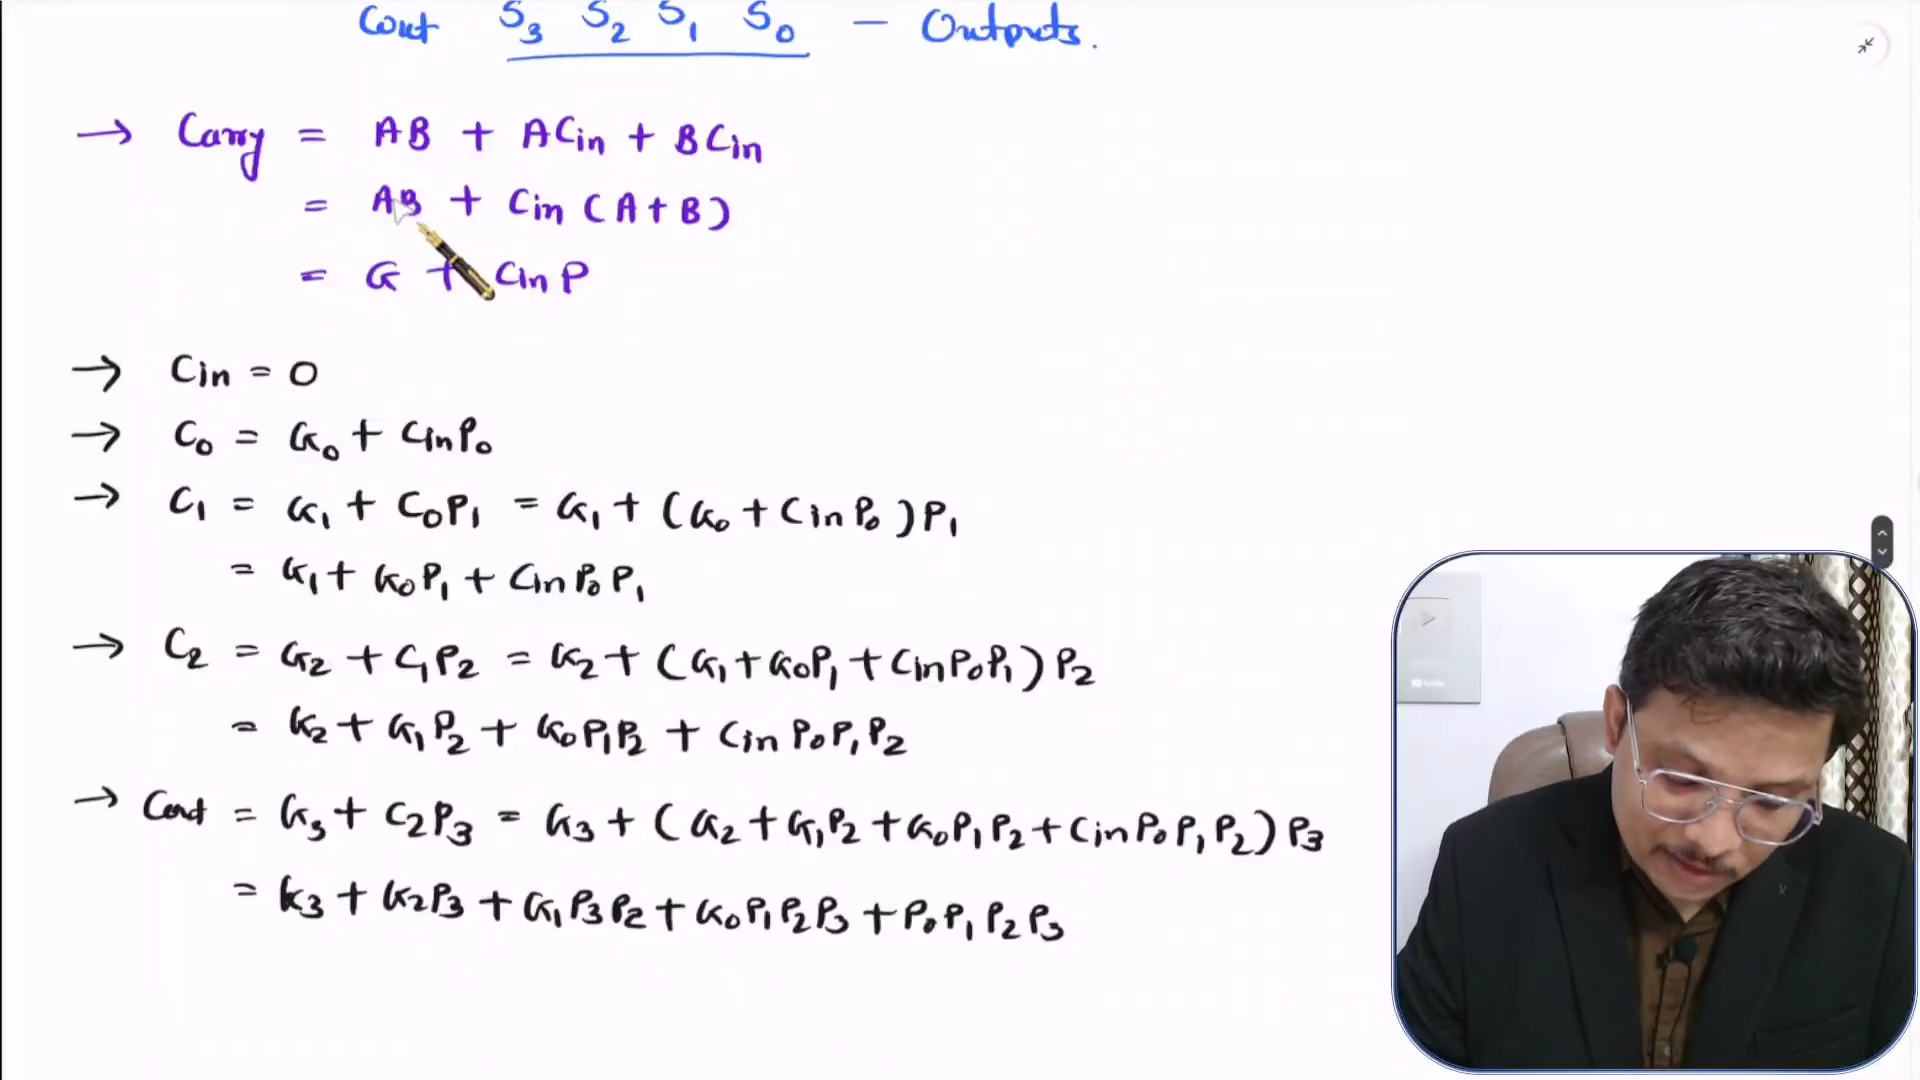 Cout S₃ S₂ S₁ S₀ – Outputs.
→ Carry = AB + ACin + BCin
= AB + Cin (A+B)
= G + Cin P
→ Cin = 0
→ C₀ = G₀ + CinP₀
→ C₁ = G₁ + C₀P₁ = G₁ + (G₀ + CinP₀)P₁
= G₁ + G₀P₁ + CinP₀P₁
→ C₂ = G₂ + C₁P₂ = G₂ + (G₁ + G₀P₁ + CinP₀P₁)P₂
= G₂ + G₁P₂ + G₀P₁P₂ + CinP₀P₁P₂
→ Cout = G₃ + C₂P₃ = G₃ + (G₂ + G₁P₂ + G₀P₁P₂ + CinP₀P₁P₂)P₃
= G₃ + G₂P₃ + G₁P₃P₂ + G₀P₁P₂P₃ + P₀P₁P₂P₃